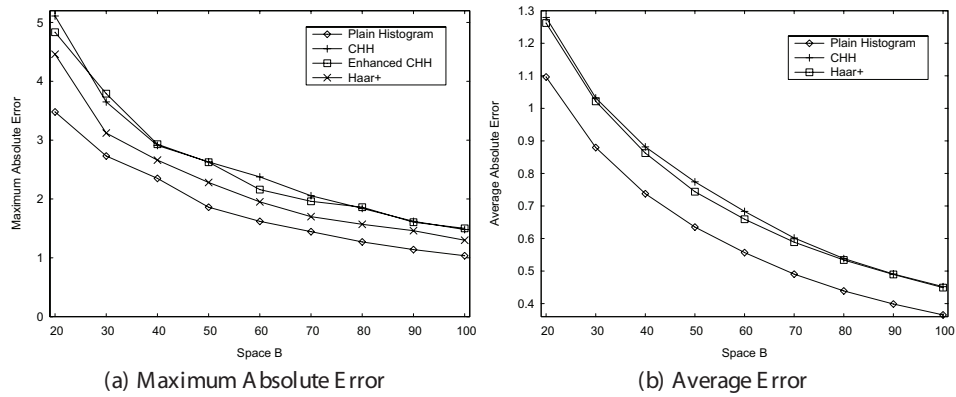 Maximum Absolute Error
5
4
3
2
1
0
20 30 40 50 60 70 80 90 100
Space B
Plain Histogram
CHH
Enhanced CHH
Haar+
(a) Maximum Absolute Error
Average Absolute Error
1.3
1.2
1.1
1
0.9
0.8
0.7
0.6
0.5
0.4
20 30 40 50 60 70 80 90 100
Space B
Plain Histogram
CHH
Haar+
(b) Average Error